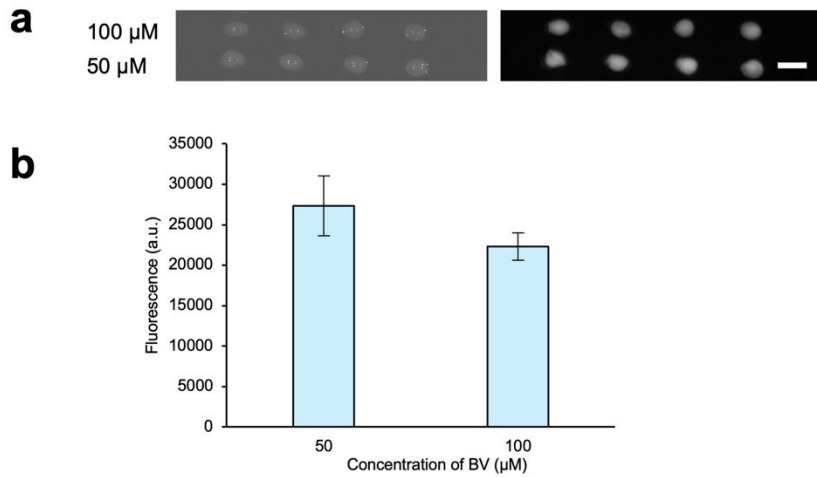 a
100 µM
50 µM
b
35000
30000
25000
20000
15000
10000
5000
0
Fluorescence (a.u.)
50
100
Concentration of BV (µM)